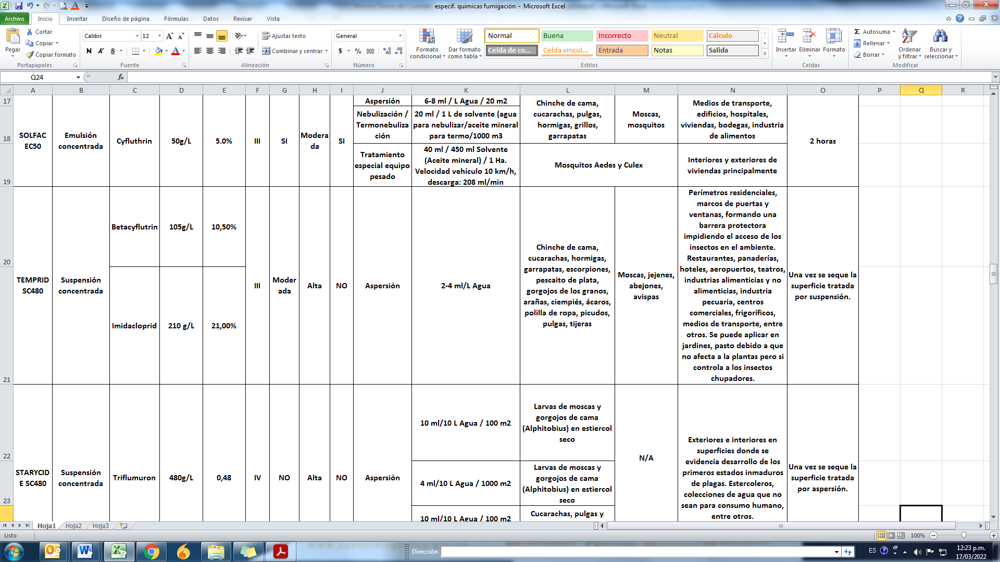 especif. quimicas fumigación - Microsoft Excel
Archivo Inicio Insertar Diseño de página Fórmulas Datos Revisar Vista
Pegar
Cortar
Copiar
Copiar formato
Portapapeles
Calibri 12
N K S
Fuente
Ajustar texto
Combinar y centrar
Alineación
General
$ % 000
Número
Formato condicional
Dar formato como tabla
Normal Buena Incorrecto Neutral Cálculo
Celda de co... Celda vincul... Entrada Notas Salida
Estilos
Insertar Eliminar Formato
Celdas
Autosuma
Rellenar
Borrar
Ordenar y filtrar
Buscar y seleccionar
Modificar
Q24 fx
A B C D E F G H I J K L M N O P Q R
17
18
19
SOLFAC
EC50
Emulsión
concentrada
Cyfluthrin
50g/L
5.0%
III
SI
Modera
da
SI
Aspersión
6-8 ml / L Agua / 20 m2
Nebulización /
Termonebuliza
ción
20 ml / 1 L de solvente (agua
para nebulizar/aceite mineral
para termo/1000 m3
Chinche de cama,
cucarachas, pulgas,
hormigas, grillos,
garrapatas
Moscas,
mosquitos
Medios de transporte,
edificios, hospitales,
viviendas, bodegas, industria
de alimentos
Tratamiento
especial equipo
pesado
40 ml / 450 ml Solvente
(Aceite mineral) / 1 Ha.
Velocidad vehículo 10 km/h,
descarga: 208 ml/min
Mosquitos Aedes y Culex
Interiores y exteriores de
viviendas principalmente
2 horas
20
21
TEMPRID
SC480
Suspensión
concentrada
Betacyflutrin
105g/L
10,50%
Imidacloprid
210 g/L
21,00%
III
Moder
ada
Alta
NO
Aspersión
2-4 ml/L Agua
Chinche de cama,
cucarachas, hormigas,
garrapatas, escorpiones,
pescaito de plata,
gorgojos de los granos,
arañas, ciempiés, ácaros,
polilla de ropa, picudos,
pulgas, tijeras
Moscas, jejenes,
abejones,
avispas
Perímetros residenciales,
marcos de puertas y
ventanas, formando una
barrera protectora
impidiendo el acceso de los
insectos en el ambiente.
Restaurantes, panaderías,
hoteles, aeropuertos, teatros,
industrias alimenticias y no
alimenticias, industria
pecuaria, centros
comerciales, frigoríficos,
medios de transporte, entre
otros. Se puede aplicar en
jardines, pasto debido a que
no afecta a la plantas pero si
controla a los insectos
chupadores.
Una vez se seque la
superficie tratada
por suspensión.
22
23
STARYCID
E SC480
Suspensión
concentrada
Triflumuron
480g/L
0,48
IV
NO
Alta
NO
Aspersión
10 ml/10 L Agua / 100 m2
Larvas de moscas y
gorgojos de cama
(Alphitobius) en estiercol
seco
4 ml/10 L Agua / 1000 m2
Larvas de moscas y
gorgojos de cama
(Alphitobius) en estiercol
seco
10 ml/10 L Agua / 100 m2
Cucarachas, pulgas y
N/A
Exteriores e interiores en
superficies donde se
evidencia desarrollo de los
primeros estados inmaduros
de plagas. Estercoleros,
colecciones de agua que no
sean para consumo humano,
entre otros.
Una vez se seque la
superficie tratada
por aspersión.
Hoja1 Hoja2 Hoja3
Listo
100%
Dirección
ES
12:23 p.m.
17/03/2022